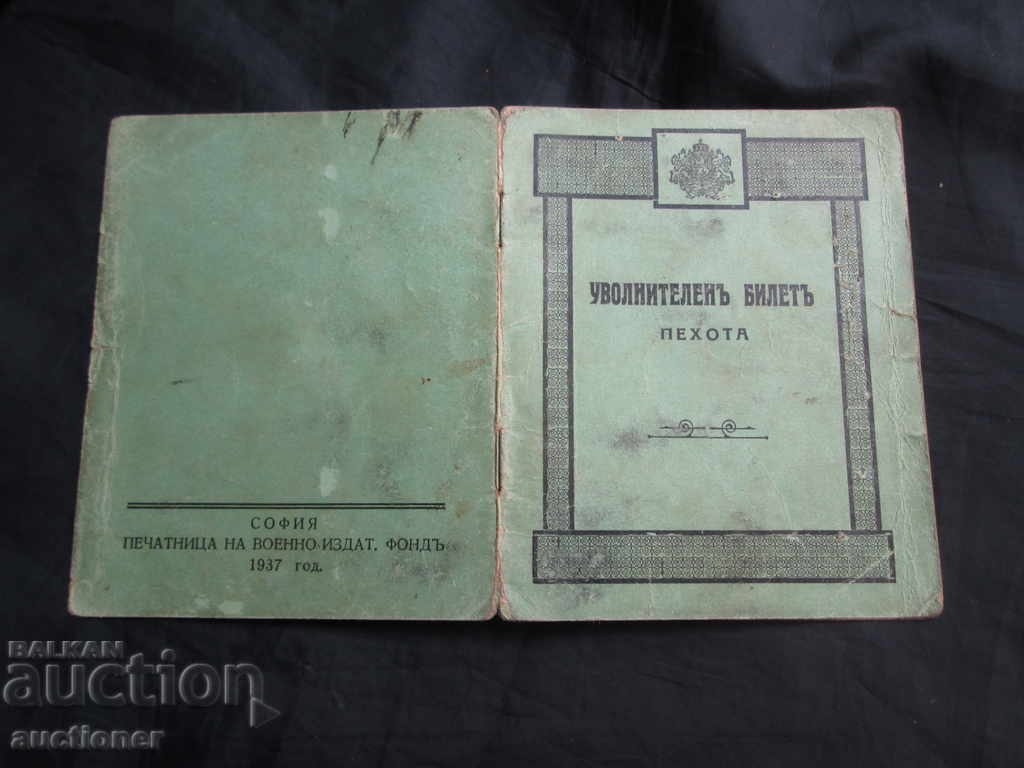 УВОЛНИТЕЛЕНЪ БИЛЕТЪ
ПЕХОТА
СОФИЯ
ПЕЧАТНИЦА НА ВОЕННО-ИЗДАТ. ФОНДЪ
1937 год.
BALKAN
auction
auctioner